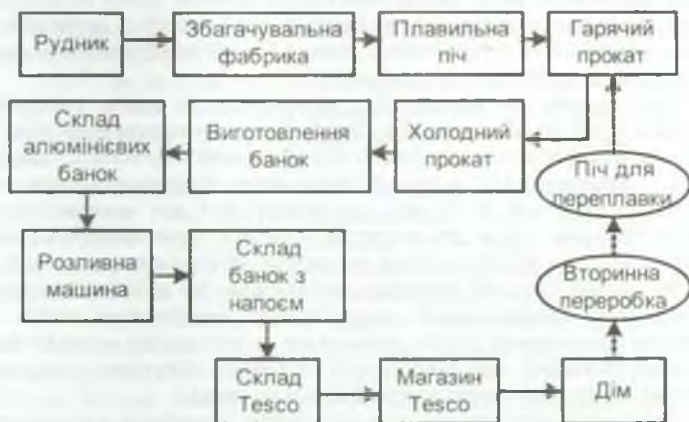 Рудник
Збагачувальна
фабрика
Плавильна
піч
Гарячий
прокат
Склад
алюмінієвих
банок
Виготовлення
банок
Холодний
прокат
Піч для
переплавки
Розливна
машина
Склад
банок з
напоєм
Вторинна
переробка
Склад
Tesco
Магазин
Tesco
Дім